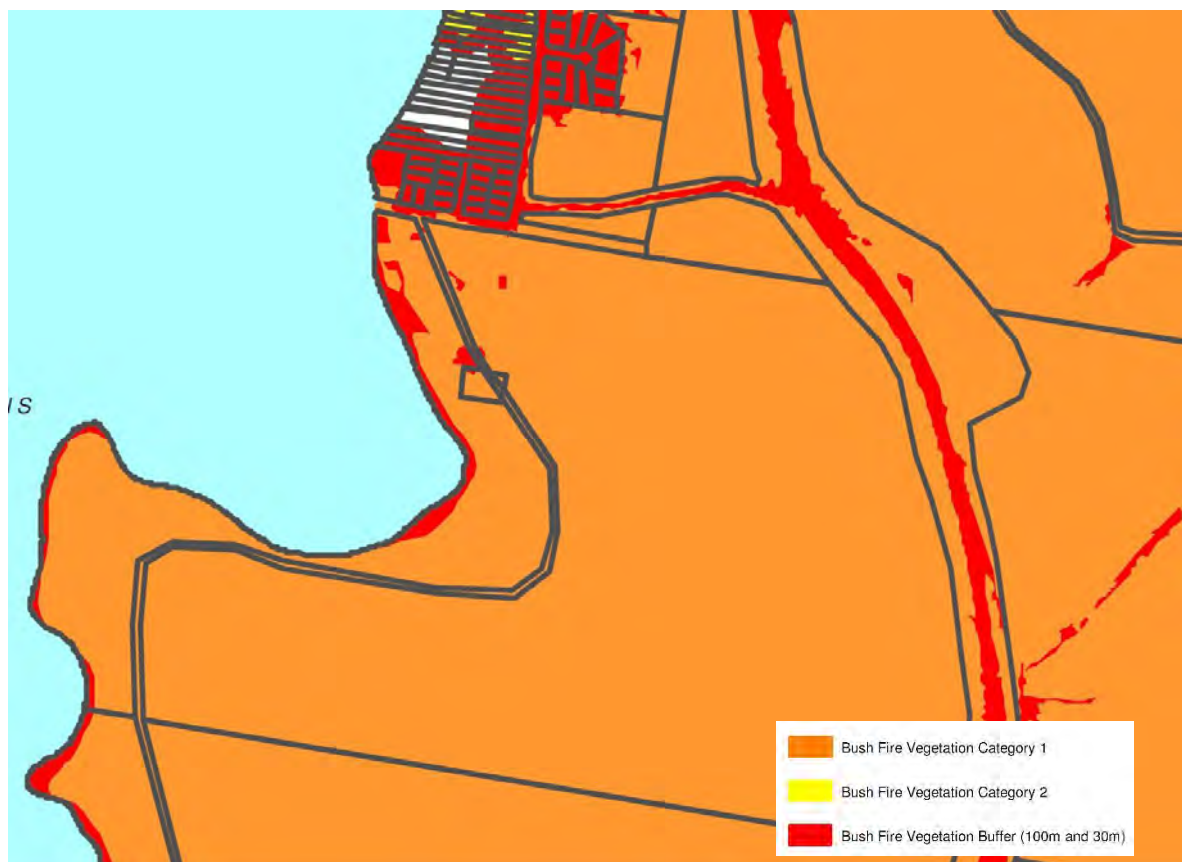 S
Bush Fire Vegetation Category 1
Bush Fire Vegetation Category 2
Bush Fire Vegetation Buffer (100m and 30m)